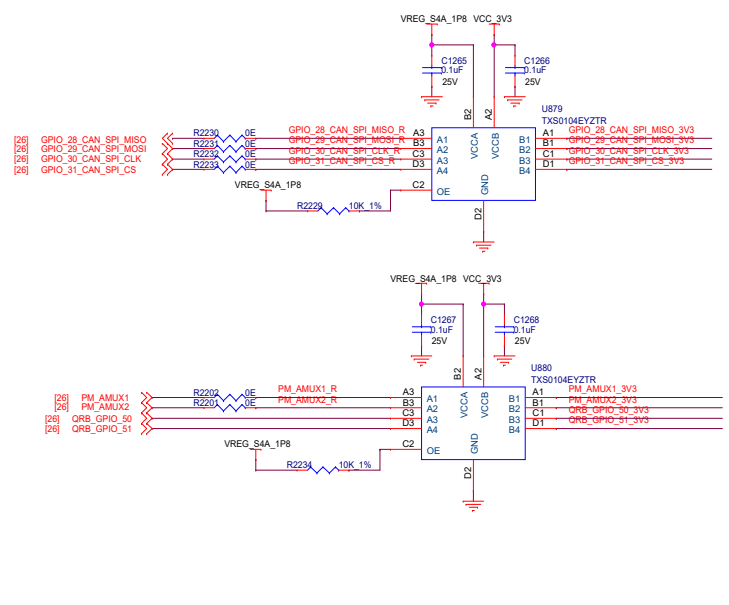 VREG_S4A_1P8 VCC_3V3
C1265 C1266
0.1uF 0.1uF
25V 25V
B2 A2
U879
TXS0104EYZTR
[26] GPIO_28_CAN_SPI_MISO R2230 0E GPIO_28_CAN_SPI_MISO_R A3 A1 VCCA VCCB B1 A1 GPIO_28_CAN_SPI_MISO_3V3
[26] GPIO_29_CAN_SPI_MOSI R2231 0E GPIO_29_CAN_SPI_MOSI_R B3 A2 B2 B1 GPIO_29_CAN_SPI_MOSI_3V3
[26] GPIO_30_CAN_SPI_CLK R2232 0E GPIO_30_CAN_SPI_CLK_R C3 A3 B3 C1 GPIO_30_CAN_SPI_CLK_3V3
[26] GPIO_31_CAN_SPI_CS R2233 0E GPIO_31_CAN_SPI_CS_R D3 A4 B4 D1 GPIO_31_CAN_SPI_CS_3V3
VREG_S4A_1P8 C2 OE GND
R2229 10K_1% D2
VREG_S4A_1P8 VCC_3V3
C1267 C1268
0.1uF 0.1uF
25V 25V
B2 A2
U880
TXS0104EYZTR
[26] PM_AMUX1 R2202 0E PM_AMUX1_R A3 A1 VCCA VCCB B1 A1 PM_AMUX1_3V3
[26] PM_AMUX2 R2201 0E PM_AMUX2_R B3 A2 B2 B1 PM_AMUX2_3V3
[26] QRB_GPIO_50 C3 A3 B3 C1 QRB_GPIO_50_3V3
[26] QRB_GPIO_51 D3 A4 B4 D1 QRB_GPIO_51_3V3
VREG_S4A_1P8 C2 OE GND
R2234 10K_1% D2